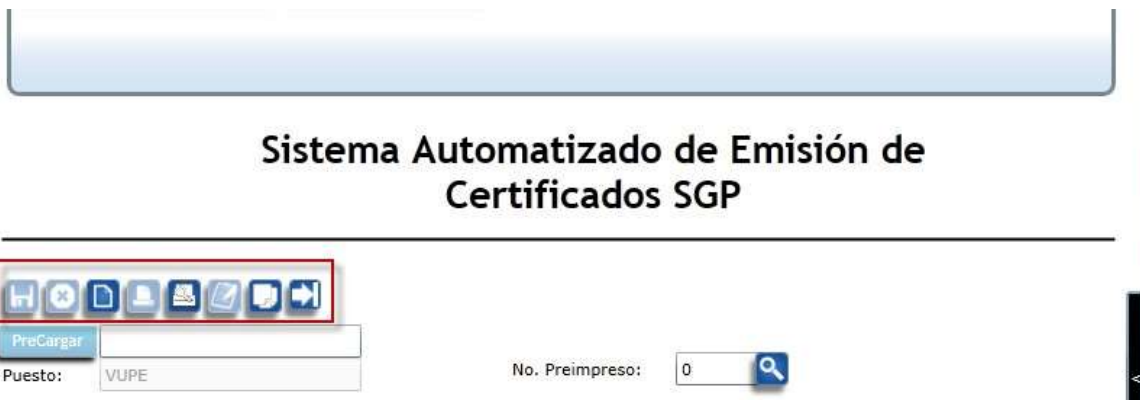 Sistema Automatizado de Emisión de
Certificados SGP
PreCargar
Puesto: VUPE No. Preimpreso: 0
<